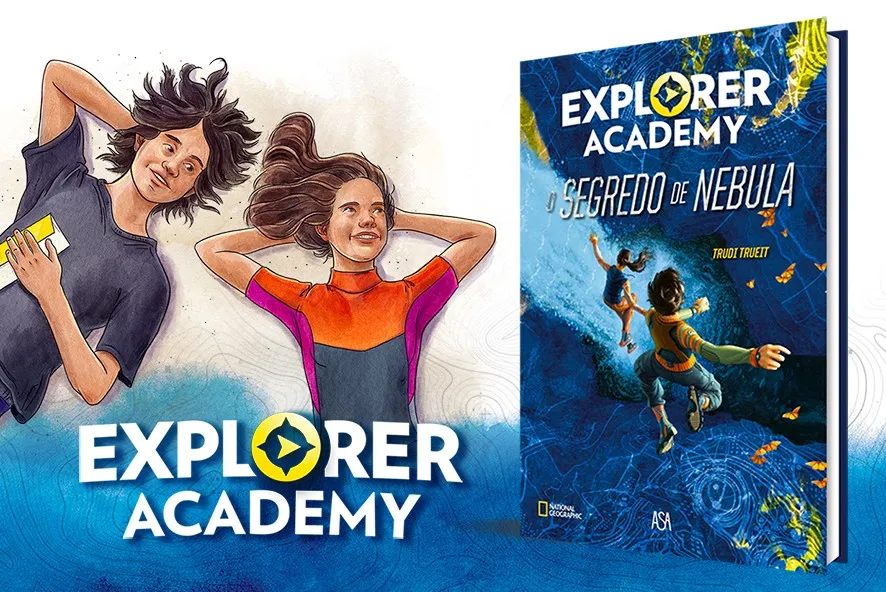 EXPLORER
ACADEMY
EXPLORER
ACADEMY
O SEGREDO DE NEBULA
TRUDI TRUEIT
NATIONAL
GEOGRAPHIC
ASA